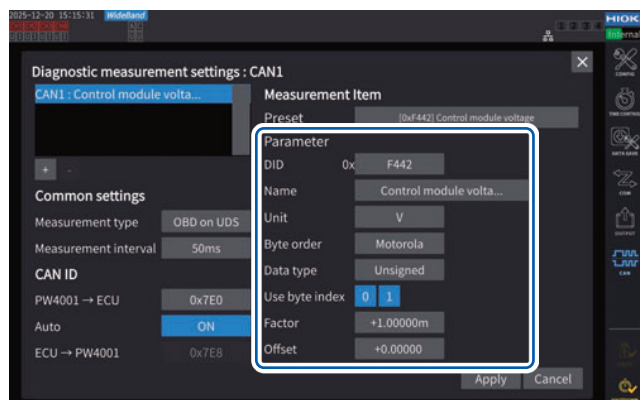 2025-12-20 15:15:31 WideBand
HIOKI
Internal
Diagnostic measurement settings : CAN1
CAN1 : Control module volta...
Measurement Item
Preset [0xF442] Control module voltage
Parameter
DID 0x F442
+ -
Name Control module volta...
Common settings
Unit V
Measurement type OBD on UDS
Byte order Motorola
Measurement interval 50ms
Data type Unsigned
CAN ID
Use byte index 0 1
PW4001 → ECU 0x7E0
Factor +1.00000m
Auto ON
Offset +0.00000
ECU → PW4001 0x7E8
Apply Cancel
CONFIG
TIME CONTROL
DATA SAVE
COM
OUTPUT
CAN